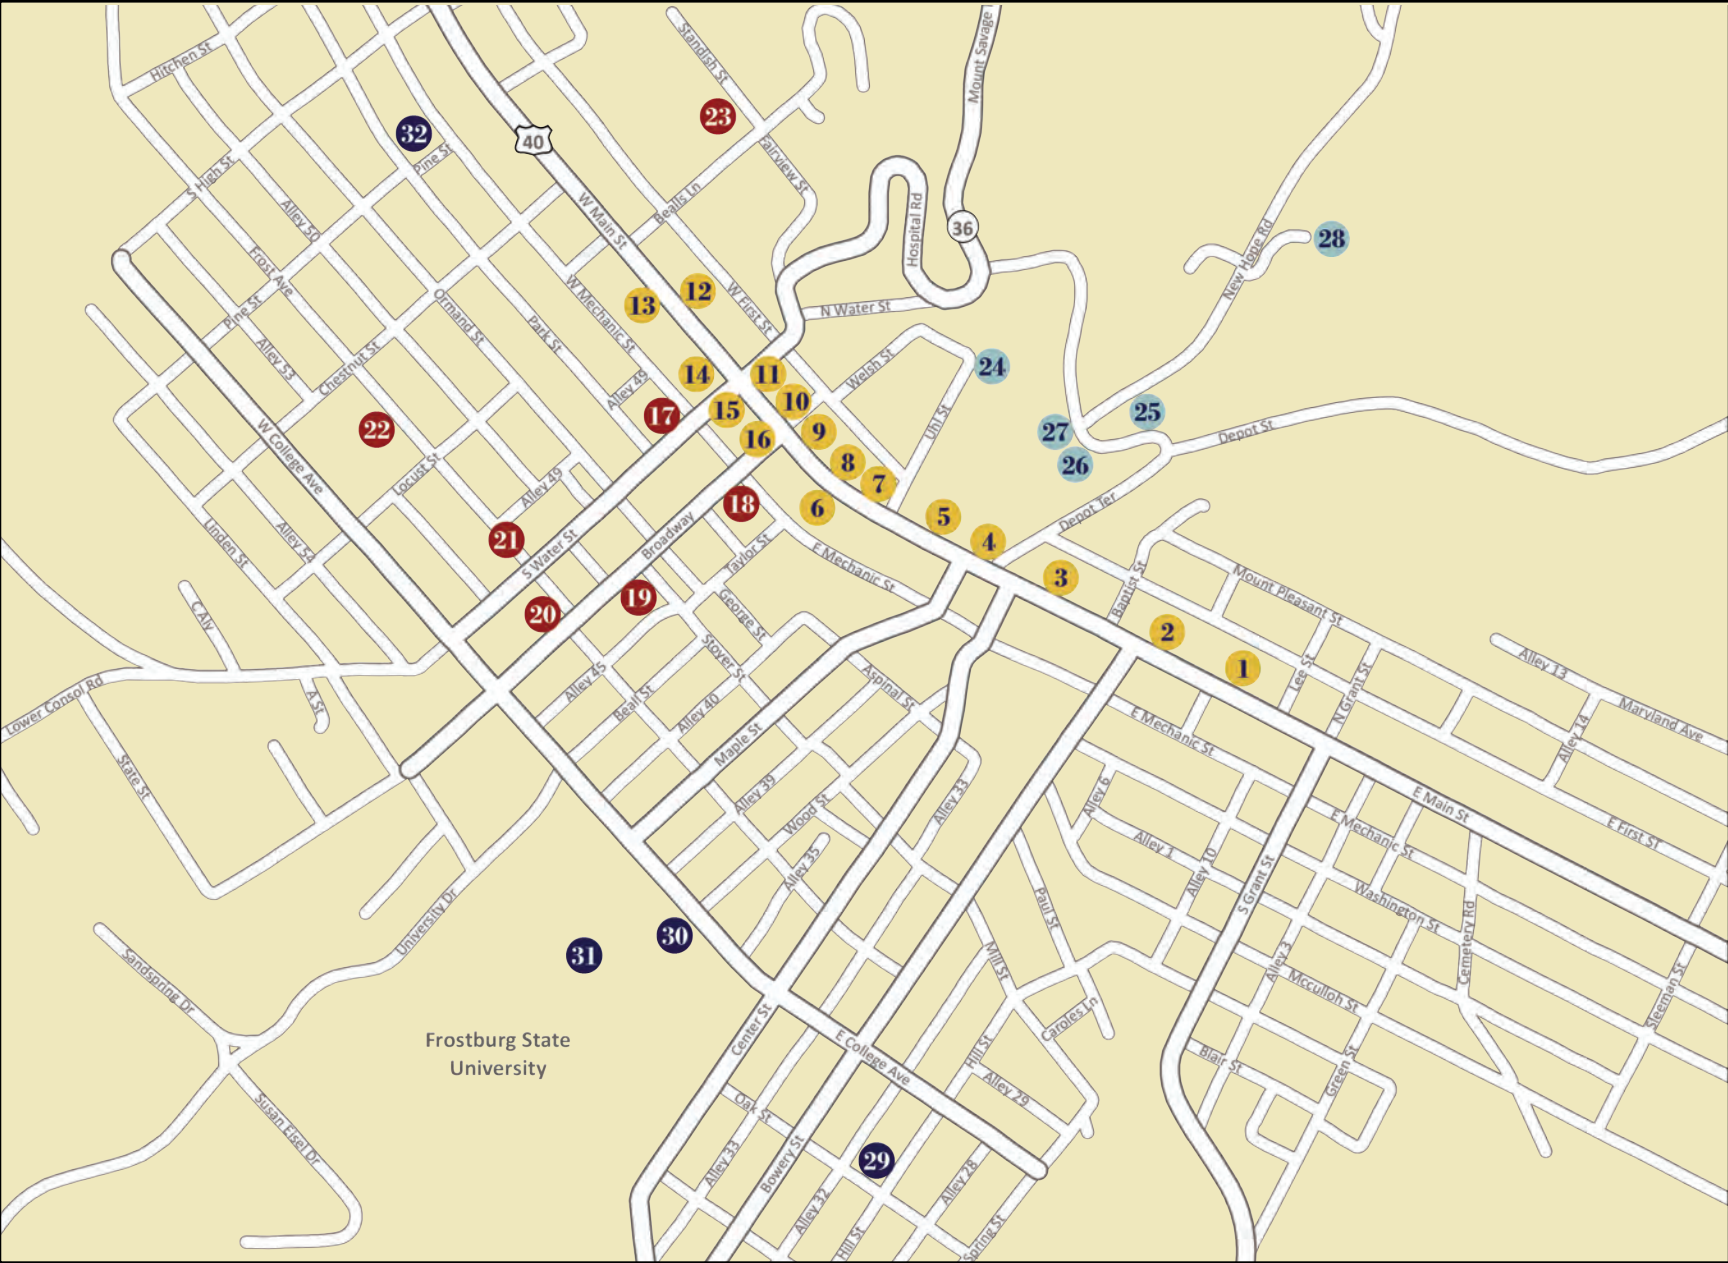 Hitchen St
Standish St
Mount Savage
23
32
40
Pine St
Fairview St
S High St
Bealls Ln
Alley 50
W Main St
Hospital Rd
36
28
New Hope Rd
Frost Ave
12
13
W Mechanic St
W First St
N Water St
Pine St
Ormand St
Park St
Alley 53
Chestnut St
Welsh St
24
14
11
Alley 49
10
15
17
25
27
9
16
Uhl St
22
Depot St
W College Ave
8
26
Locust St
7
Alley 49
18
6
5
Depot Ter
Linden St
Alley 54
21
S Water St
Broadway
Taylor St
E Mechanic St
4
3
Baptist St
Mount Pleasant St
C Aly
20
19
George St
2
Stoyer St
1
Lee St
Alley 13
Alley 45
Aspinal St
N Grant St
Lower Consol Rd
A St
Beall St
Alley 40
Maryland Ave
Maple St
E Mechanic St
Alley 14
State St
Alley 39
Alley 33
Alley 6
E Main St
Wood St
Alley 1
E Mechanic St
E First ST
Alley 35
Alley 10
S Grant St
Washington St
University Dr
Paul St
30
31
Mill St
Cemetery Rd
Alley 3
Sandspring Dr
Mcculloh St
Sleeman St
Caroles Ln
Center St
Frostburg State
University
E College Ave
Hill St
Blair St
Green St
Alley 29
Susan Eisel Dr
Oak St
Alley 33
Bowery St
29
Alley 28
Alley 32
Hill St
Spring St